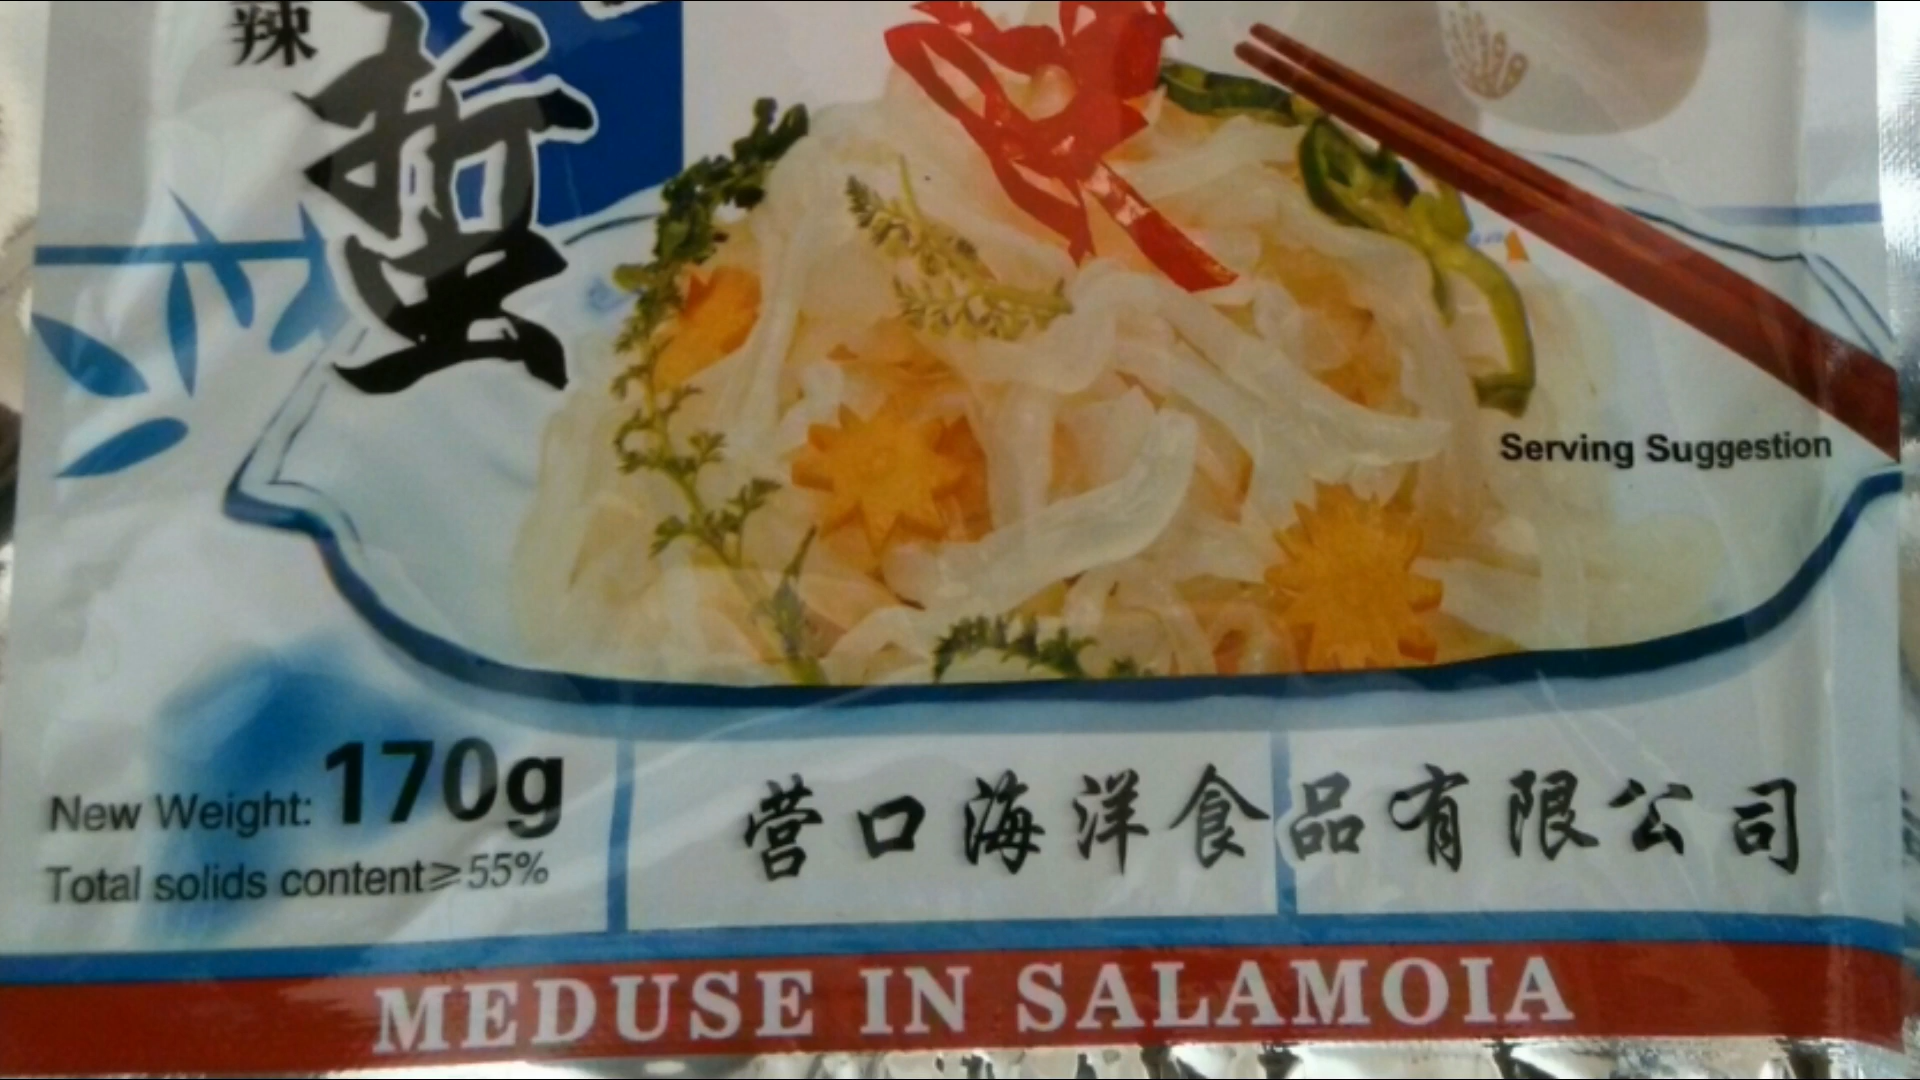 辣
蜇
Serving Suggestion
New Weight: 170g
Total solids content≥55%
营口海洋食品有限公司
MEDUSE IN SALAMOIA